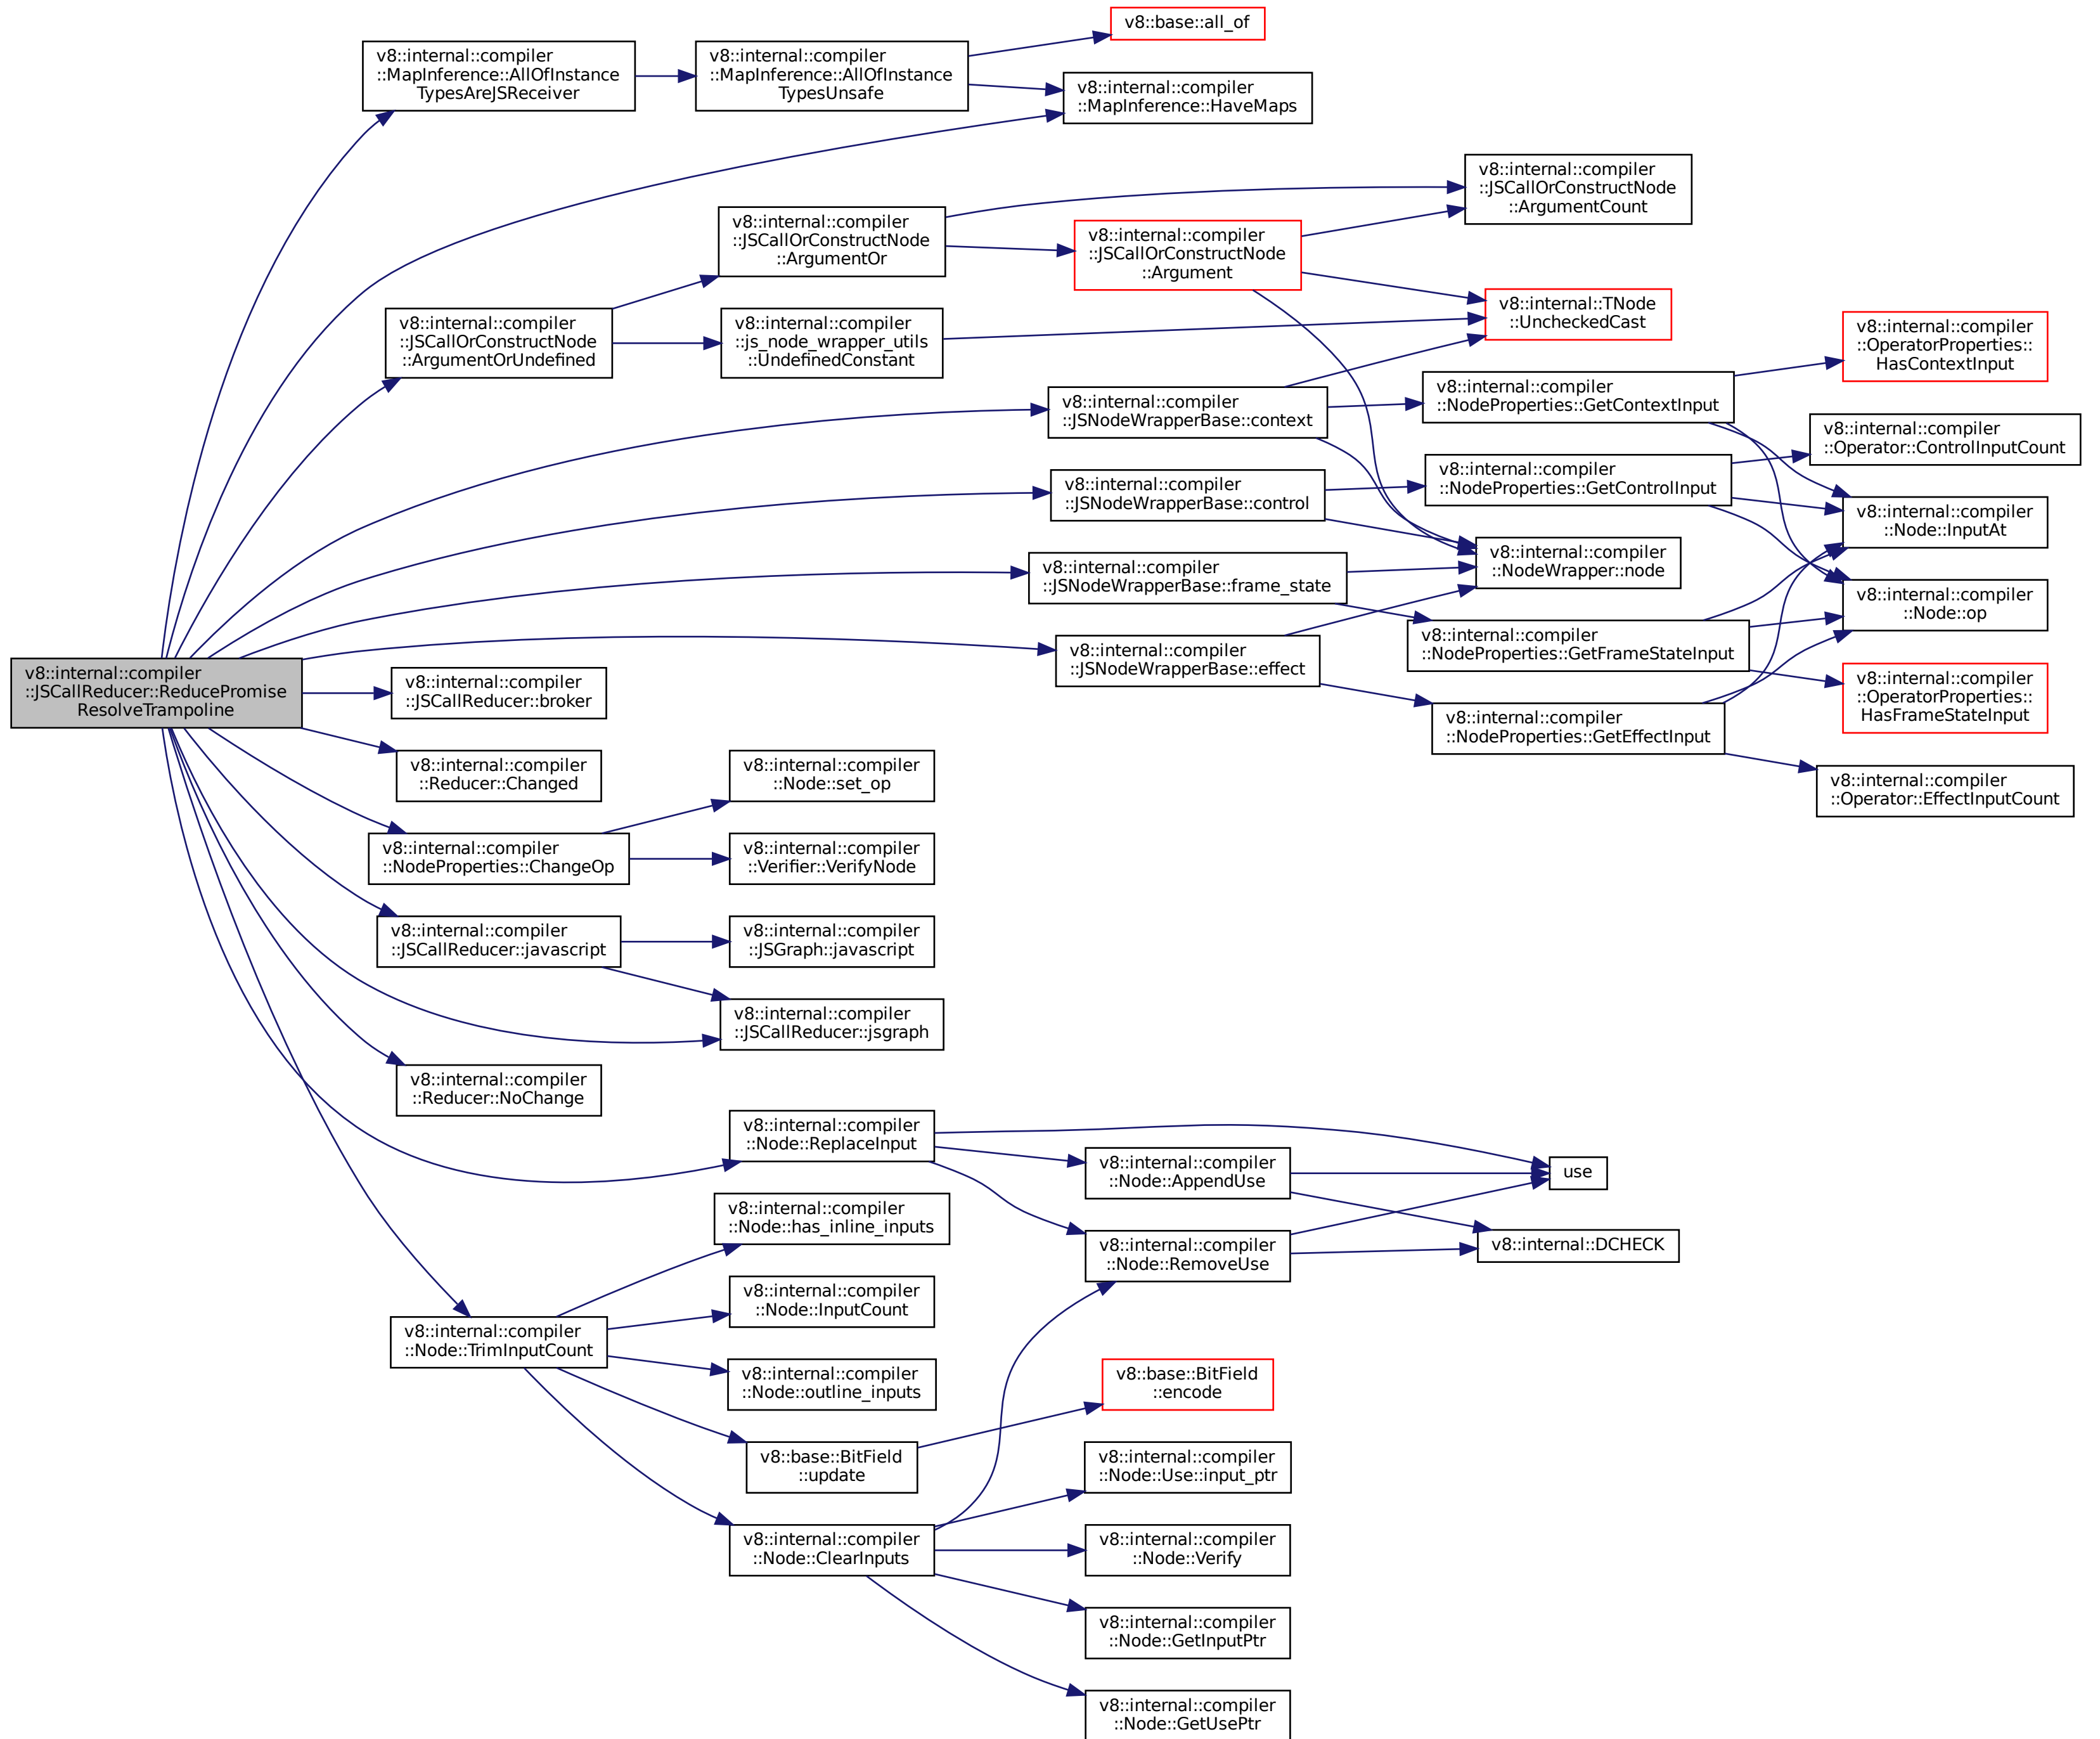 v8::internal::compiler
::JSCallReducer::ReducePromise
ResolveTrampoline
v8::internal::compiler
::MapInference::AllOfInstance
TypesAreJSReceiver
v8::internal::compiler
::MapInference::AllOfInstance
TypesUnsafe
v8::base::all_of
v8::internal::compiler
::MapInference::HaveMaps
v8::internal::compiler
::JSCallOrConstructNode
::ArgumentOrUndefined
v8::internal::compiler
::JSCallOrConstructNode
::ArgumentOr
v8::internal::compiler
::js_node_wrapper_utils
::UndefinedConstant
v8::internal::compiler
::JSCallOrConstructNode
::Argument
v8::internal::compiler
::JSCallOrConstructNode
::ArgumentCount
v8::internal::TNode
::UncheckedCast
v8::internal::compiler
::JSNodeWrapperBase::context
v8::internal::compiler
::NodeProperties::GetContextInput
v8::internal::compiler
::OperatorProperties::
HasContextInput
v8::internal::compiler
::JSNodeWrapperBase::control
v8::internal::compiler
::NodeProperties::GetControlInput
v8::internal::compiler
::Operator::ControlInputCount
v8::internal::compiler
::Node::InputAt
v8::internal::compiler
::JSNodeWrapperBase::frame_state
v8::internal::compiler
::NodeWrapper::node
v8::internal::compiler
::Node::op
v8::internal::compiler
::JSNodeWrapperBase::effect
v8::internal::compiler
::NodeProperties::GetFrameStateInput
v8::internal::compiler
::OperatorProperties::
HasFrameStateInput
v8::internal::compiler
::NodeProperties::GetEffectInput
v8::internal::compiler
::Operator::EffectInputCount
v8::internal::compiler
::JSCallReducer::broker
v8::internal::compiler
::Reducer::Changed
v8::internal::compiler
::NodeProperties::ChangeOp
v8::internal::compiler
::Node::set_op
v8::internal::compiler
::Verifier::VerifyNode
v8::internal::compiler
::JSCallReducer::javascript
v8::internal::compiler
::JSGraph::javascript
v8::internal::compiler
::JSCallReducer::jsgraph
v8::internal::compiler
::Reducer::NoChange
v8::internal::compiler
::Node::ReplaceInput
v8::internal::compiler
::Node::AppendUse
use
v8::internal::compiler
::Node::RemoveUse
v8::internal::DCHECK
v8::internal::compiler
::Node::TrimInputCount
v8::internal::compiler
::Node::has_inline_inputs
v8::internal::compiler
::Node::InputCount
v8::internal::compiler
::Node::outline_inputs
v8::base::BitField
::update
v8::base::BitField
::encode
v8::internal::compiler
::Node::ClearInputs
v8::internal::compiler
::Node::Use::input_ptr
v8::internal::compiler
::Node::Verify
v8::internal::compiler
::Node::GetInputPtr
v8::internal::compiler
::Node::GetUsePtr